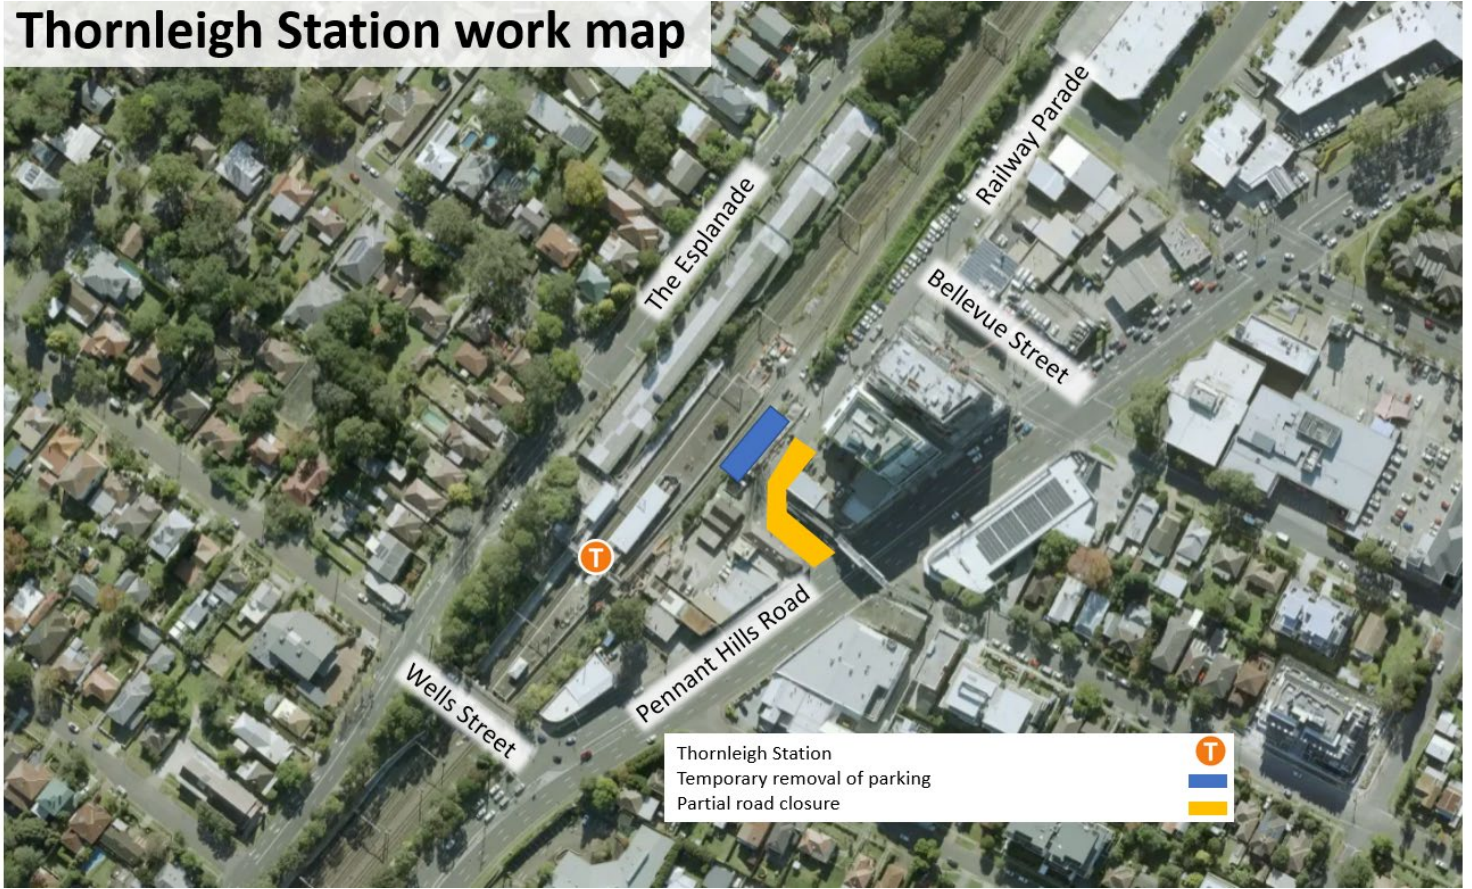 Thornleigh Station work map
Railway Parade
The Esplanade
Bellevue Street
T
Pennant Hills Road
Wells Street
Thornleigh Station T
Temporary removal of parking
Partial road closure